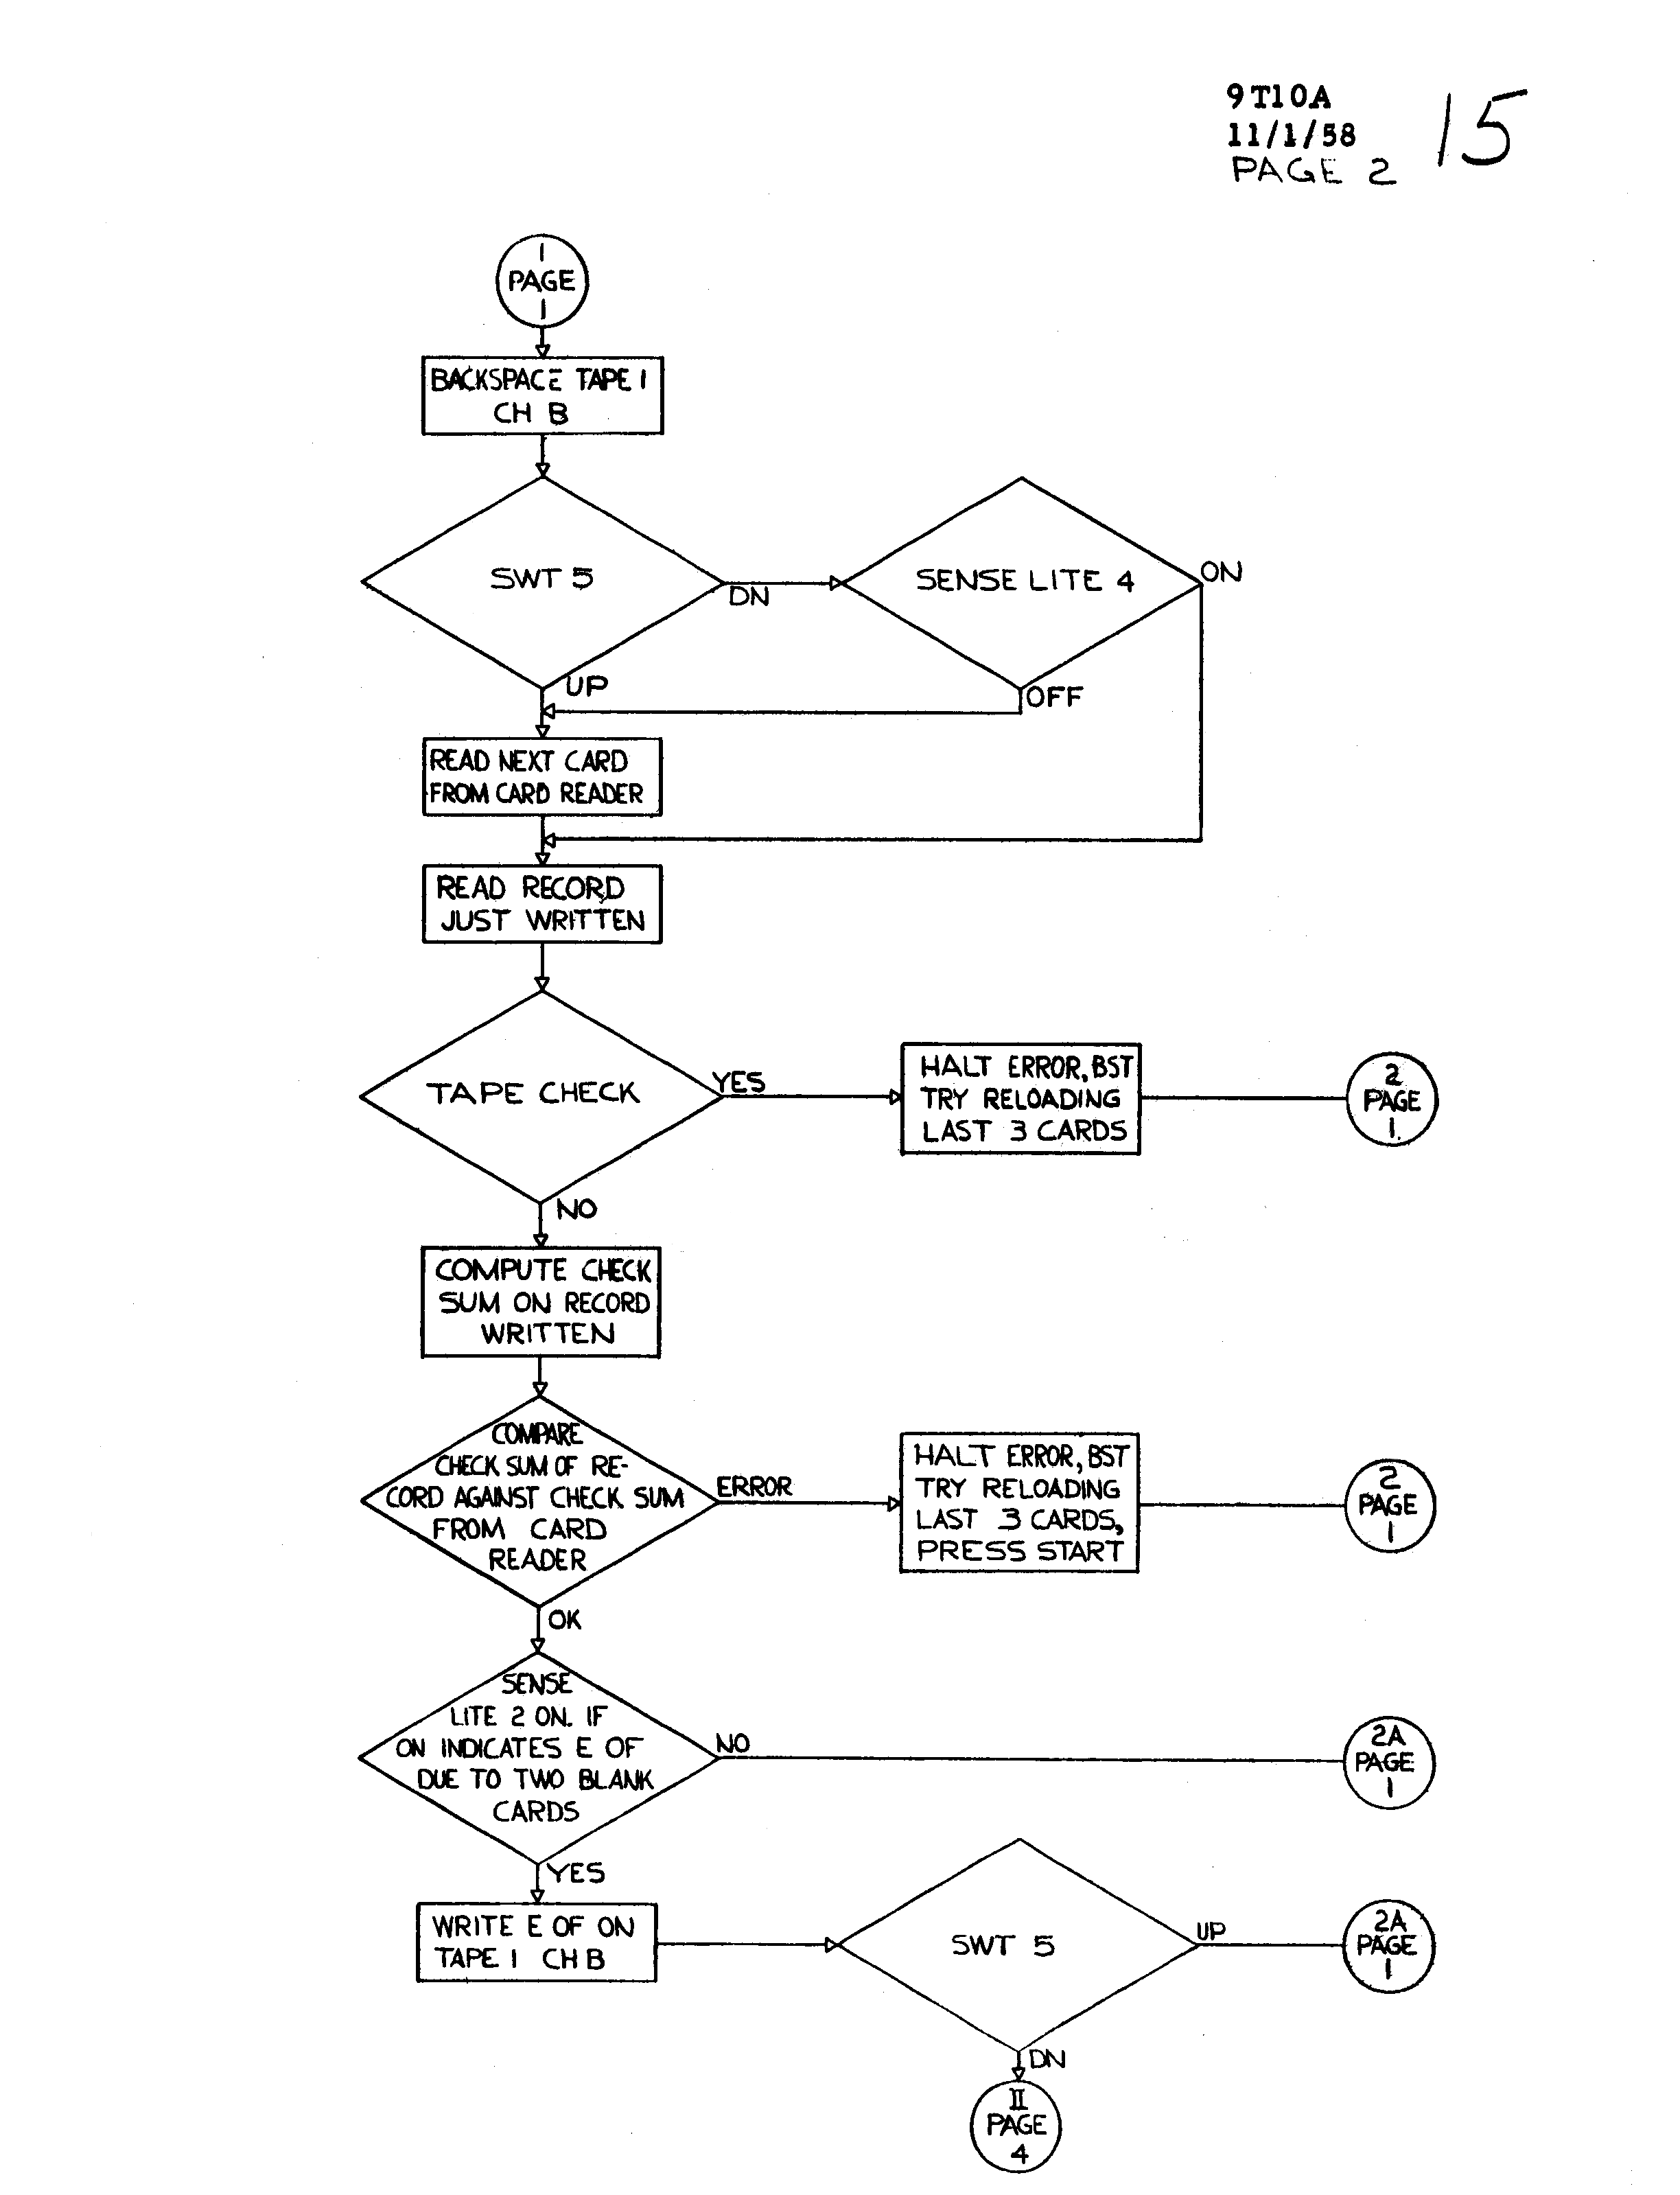 9T10A
11/1/58
PAGE 2
15
1
PAGE
1
BACKSPACE TAPE 1
CH B
SWT 5
DN
SENSE LITE 4
ON
UP
OFF
READ NEXT CARD
FROM CARD READER
READ RECORD
JUST WRITTEN
TAPE CHECK
YES
HALT ERROR, BST
TRY RELOADING
LAST 3 CARDS
2
PAGE
1
NO
COMPUTE CHECK
SUM ON RECORD
WRITTEN
COMPARE
CHECK SUM OF RE-
CORD AGAINST CHECK SUM
FROM CARD
READER
ERROR
HALT ERROR, BST
TRY RELOADING
LAST 3 CARDS,
PRESS START
2
PAGE
1
OK
SENSE
LITE 2 ON. IF
ON INDICATES E OF
DUE TO TWO BLANK
CARDS
NO
2A
PAGE
1
YES
WRITE E OF ON
TAPE 1 CH B
SWT 5
UP
2A
PAGE
1
DN
II
PAGE
4